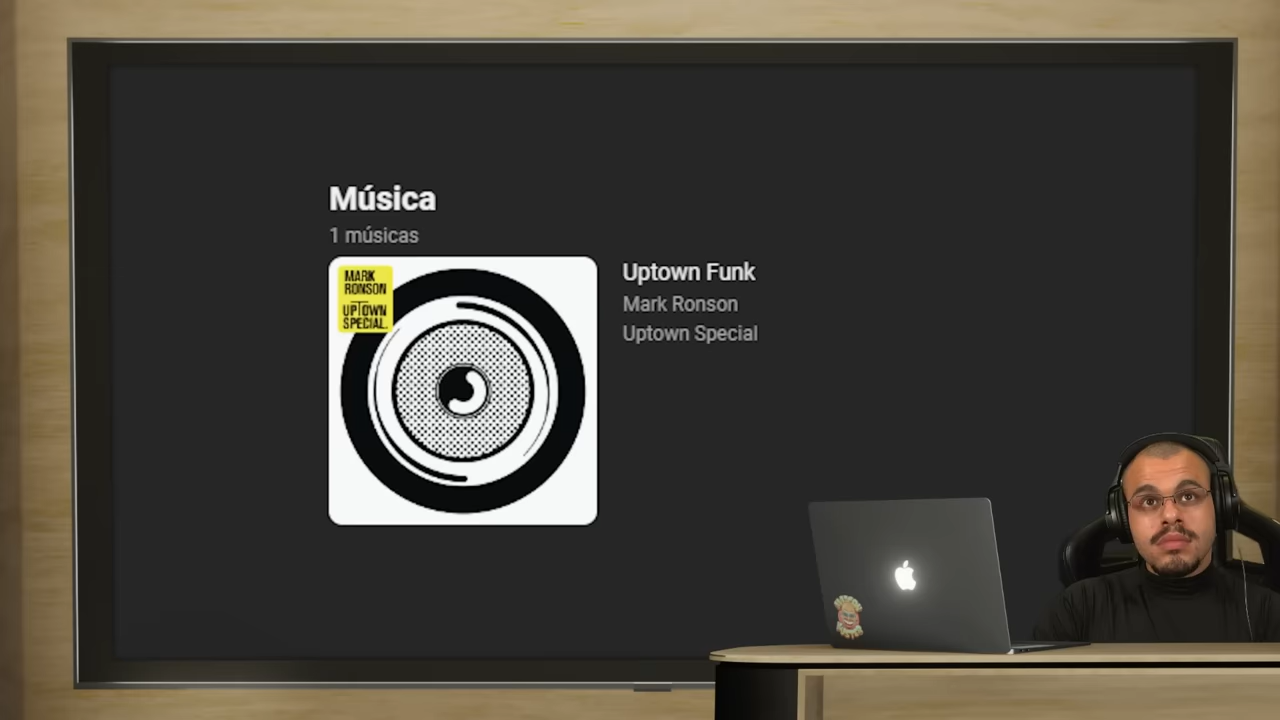 Música
1 músicas
MARK
RONSON
UPTOWN
SPECIAL.
Uptown Funk
Mark Ronson
Uptown Special